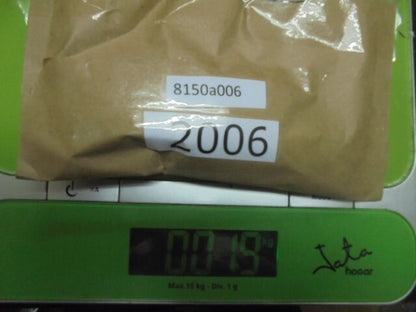 8150a006
2006
0019
Jata
hogar
Max.15 kg - Div. 1 g